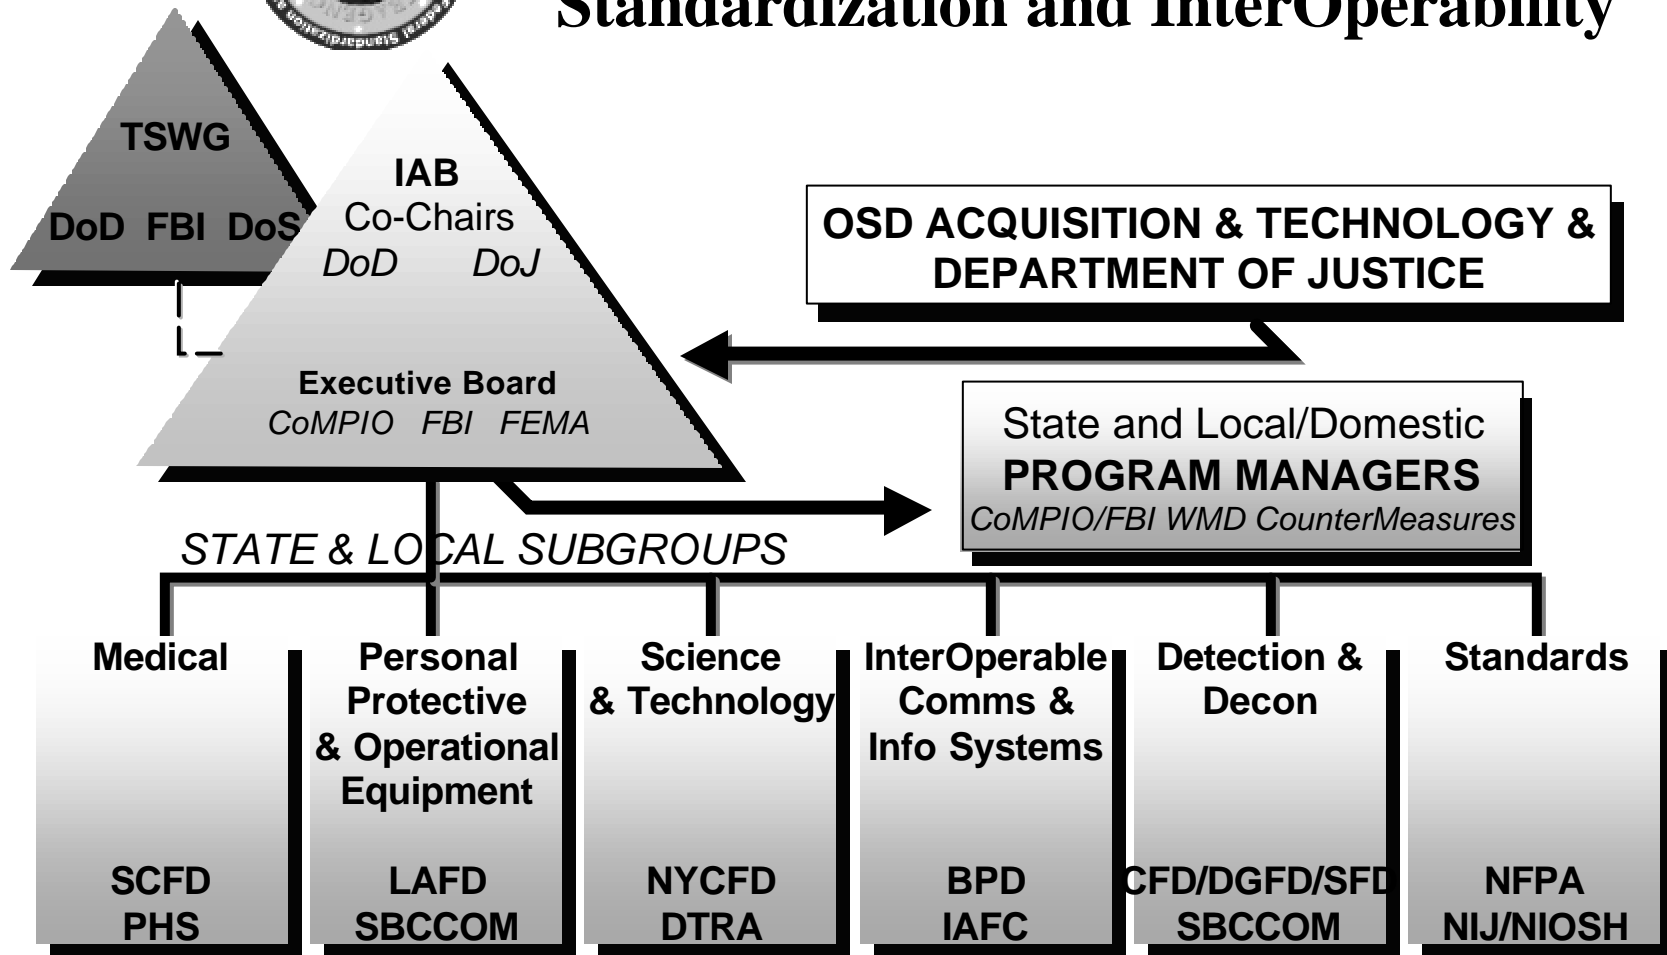 Standardization and InterOperability
TSWG
DoD FBI DoS
IAB
Co-Chairs
DoD DoJ
Executive Board
CoMPIO FBI FEMA
OSD ACQUISITION & TECHNOLOGY &
DEPARTMENT OF JUSTICE
State and Local/Domestic
PROGRAM MANAGERS
CoMPIO/FBI WMD CounterMeasures
STATE & LOCAL SUBGROUPS
Medical
SCFD
PHS
Personal
Protective
& Operational
Equipment
LAFD
SBCCOM
Science
& Technology
NYCFD
DTRA
InterOperable
Comms &
Info Systems
BPD
IAFC
Detection &
Decon
CFD/DGFD/SFD
SBCCOM
Standards
NFPA
NIJ/NIOSH